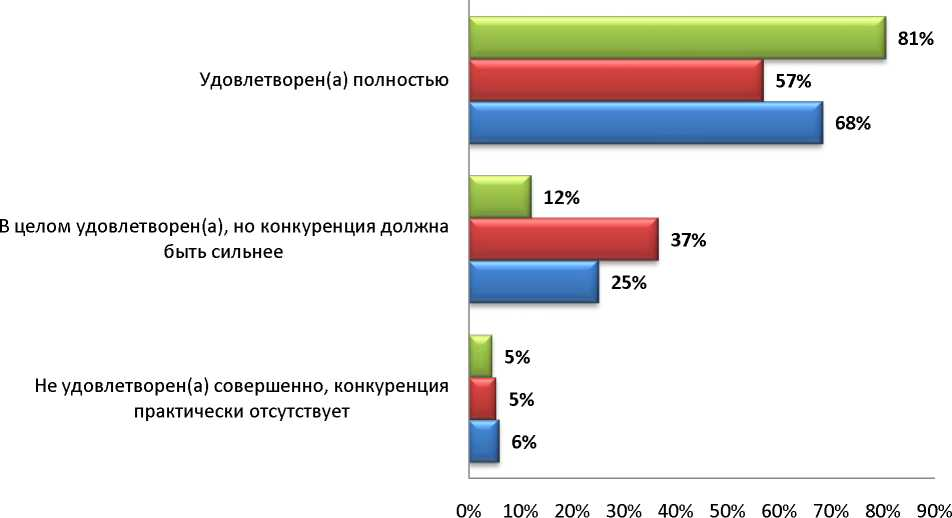 81%
Удовлетворен(а) полностью
57%
68%
12%
В целом удовлетворен(а), но конкуренция должна
быть сильнее
37%
25%
5%
Не удовлетворен(а) совершенно, конкуренция
практически отсутствует
5%
6%
0% 10% 20% 30% 40% 50% 60% 70% 80% 90%